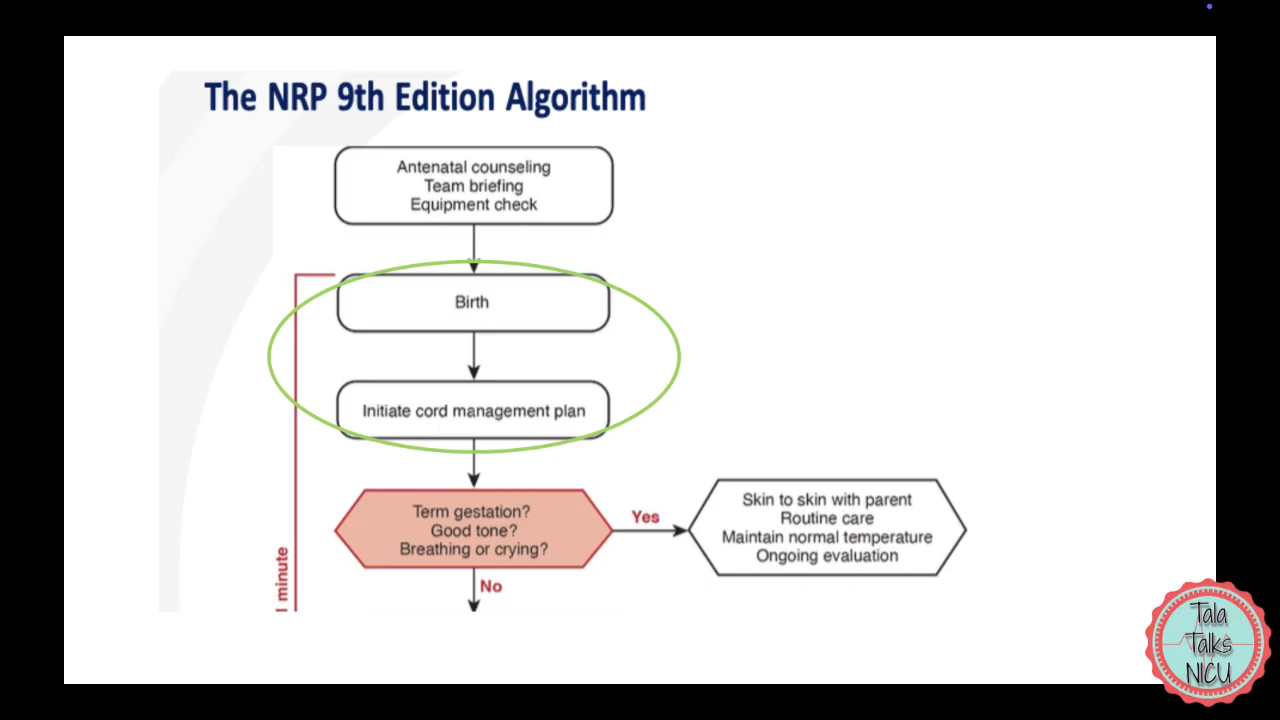 The NRP 9th Edition Algorithm
Antenatal counseling
Team briefing
Equipment check
Birth
Initiate cord management plan
Term gestation?
Good tone?
Breathing or crying?
Yes
Skin to skin with parent
Routine care
Maintain normal temperature
Ongoing evaluation
No
1 minute
Tala
Talks
NICU